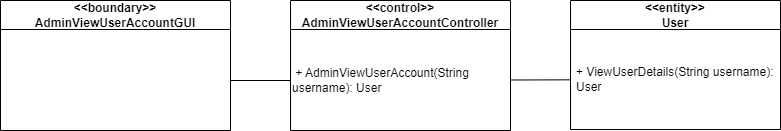 <<boundary>>
AdminViewUserAccountGUI
<<control>>
AdminViewUserAccountController
+ AdminViewUserAccount(String
username): User
<<entity>>
User
+ ViewUserDetails(String username):
User